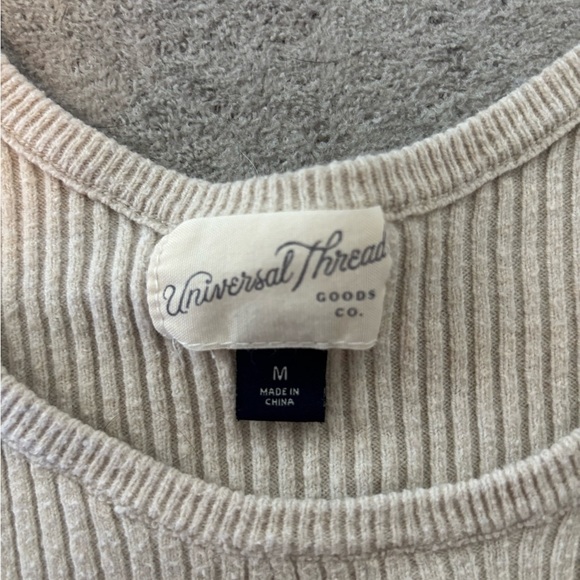 Universal Thread
GOODS
CO.
M
MADE IN
CHINA